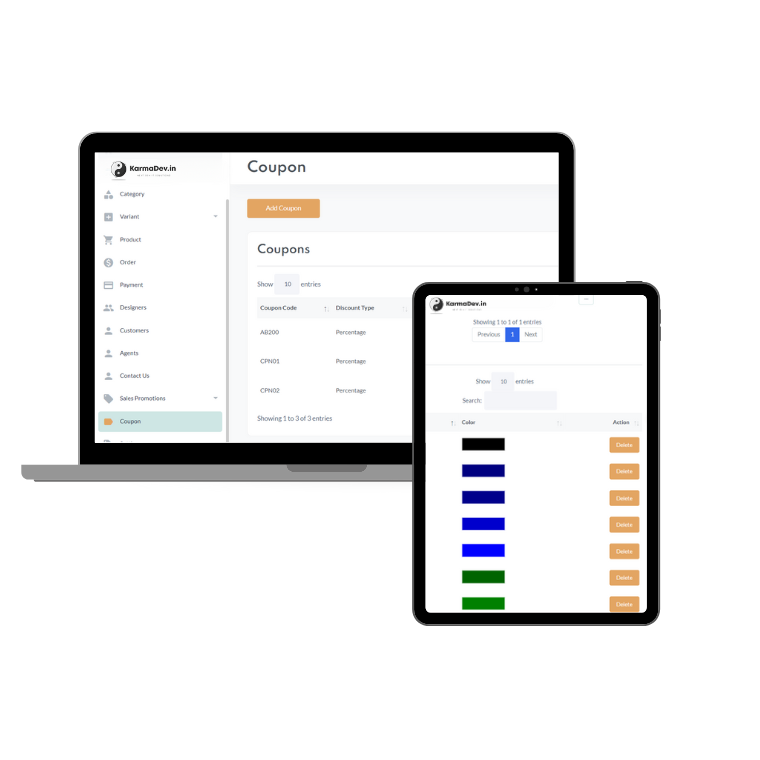 KarmaDev.in
Category
Variant
Product
Order
Payment
Designers
Customers
Agents
Contact Us
Sales Promotions
Coupon
Coupon
Add Coupon
Coupons
Show 10 entries
Coupon Code Discount Type
AB200 Percentage
CPN01 Percentage
CPN02 Percentage
Showing 1 to 3 of 3 entries
KarmaDev.in
Showing 1 to 1 of 1 entries
Previous 1 Next
Show 10 entries
Search:
Color Action
Delete
Delete
Delete
Delete
Delete
Delete
Delete